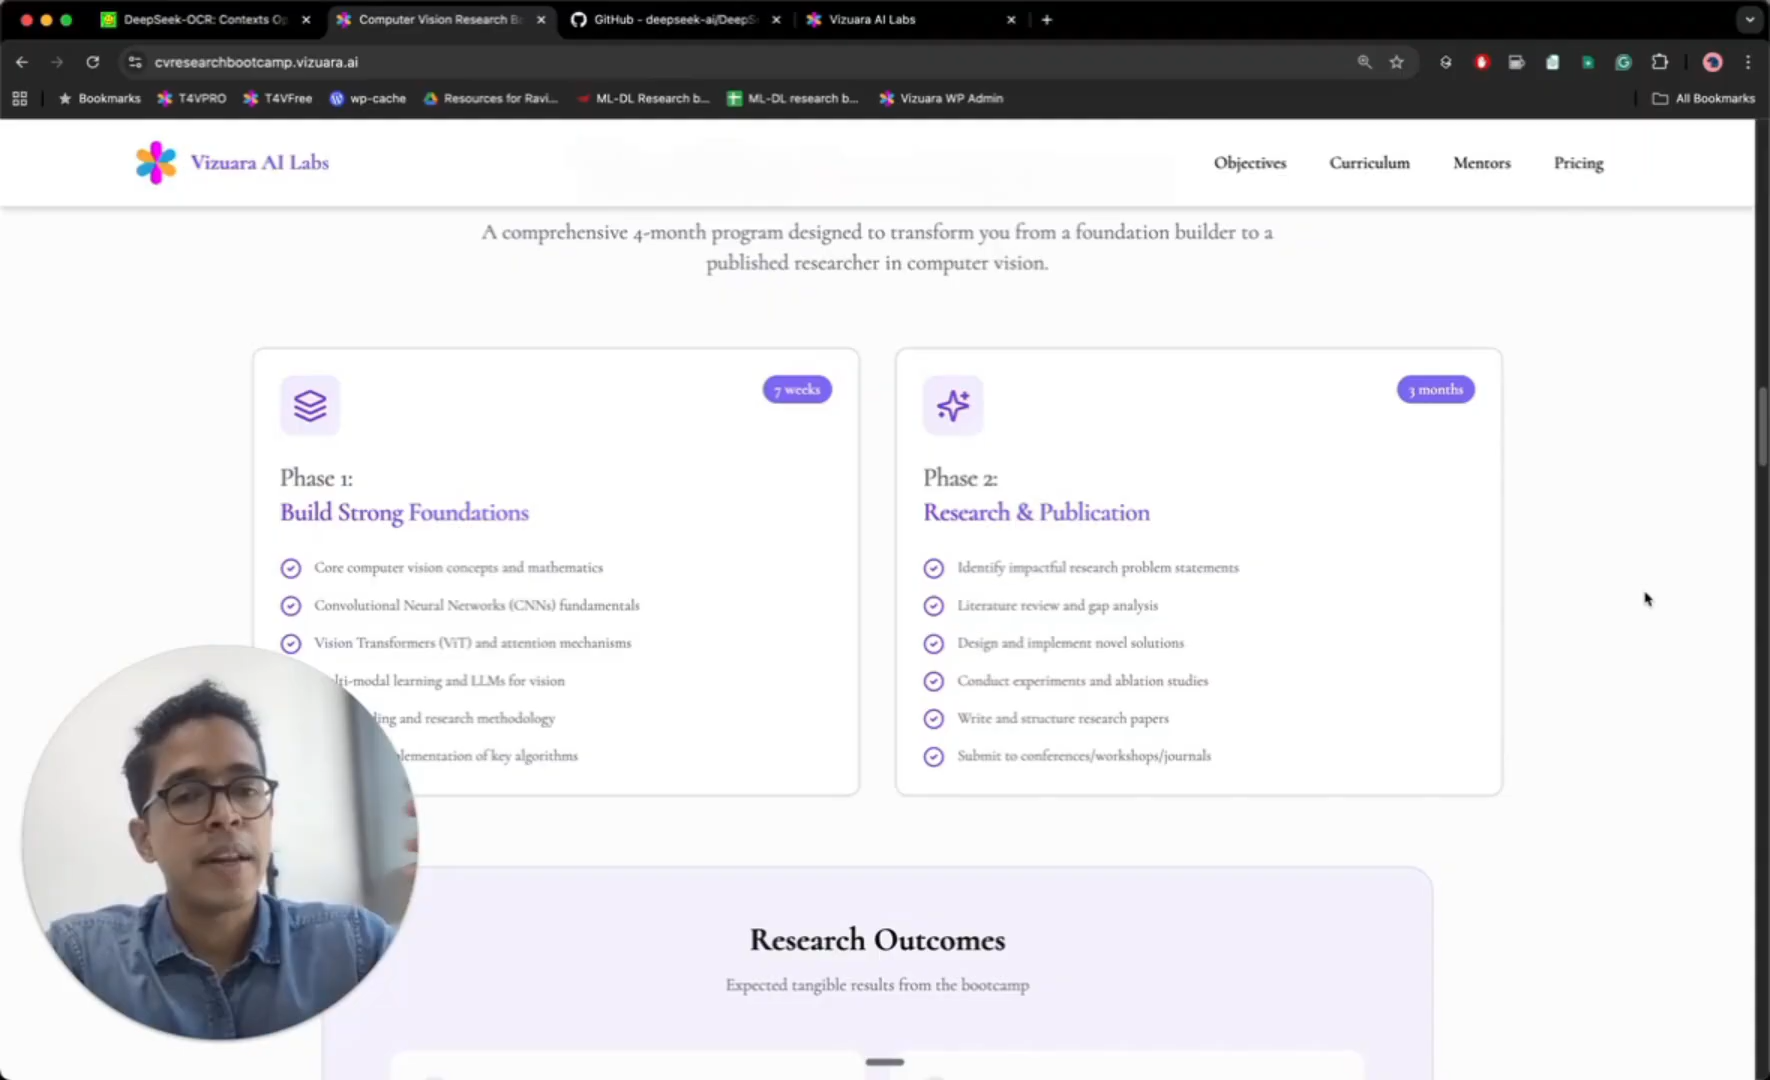 DeepSeek-OCR: Contexts Op
Computer Vision Research B
GitHub - deepseek-ai/DeepS
Vizuara AI Labs
cvresearchbootcamp.vizuara.ai
Bookmarks
T4VPRO
T4VFree
wp-cache
Resources for Ravi...
ML-DL Research b...
ML-DL research b...
Vizuara WP Admin
All Bookmarks
Vizuara AI Labs
Objectives
Curriculum
Mentors
Pricing
A comprehensive 4-month program designed to transform you from a foundation builder to a
published researcher in computer vision.
7 weeks
Phase 1:
Build Strong Foundations
Core computer vision concepts and mathematics
Convolutional Neural Networks (CNNs) fundamentals
Vision Transformers (ViT) and attention mechanisms
lti-modal learning and LLMs for vision
ding and research methodology
plementation of key algorithms
3 months
Phase 2:
Research & Publication
Identify impactful research problem statements
Literature review and gap analysis
Design and implement novel solutions
Conduct experiments and ablation studies
Write and structure research papers
Submit to conferences/workshops/journals
Research Outcomes
Expected tangible results from the bootcamp